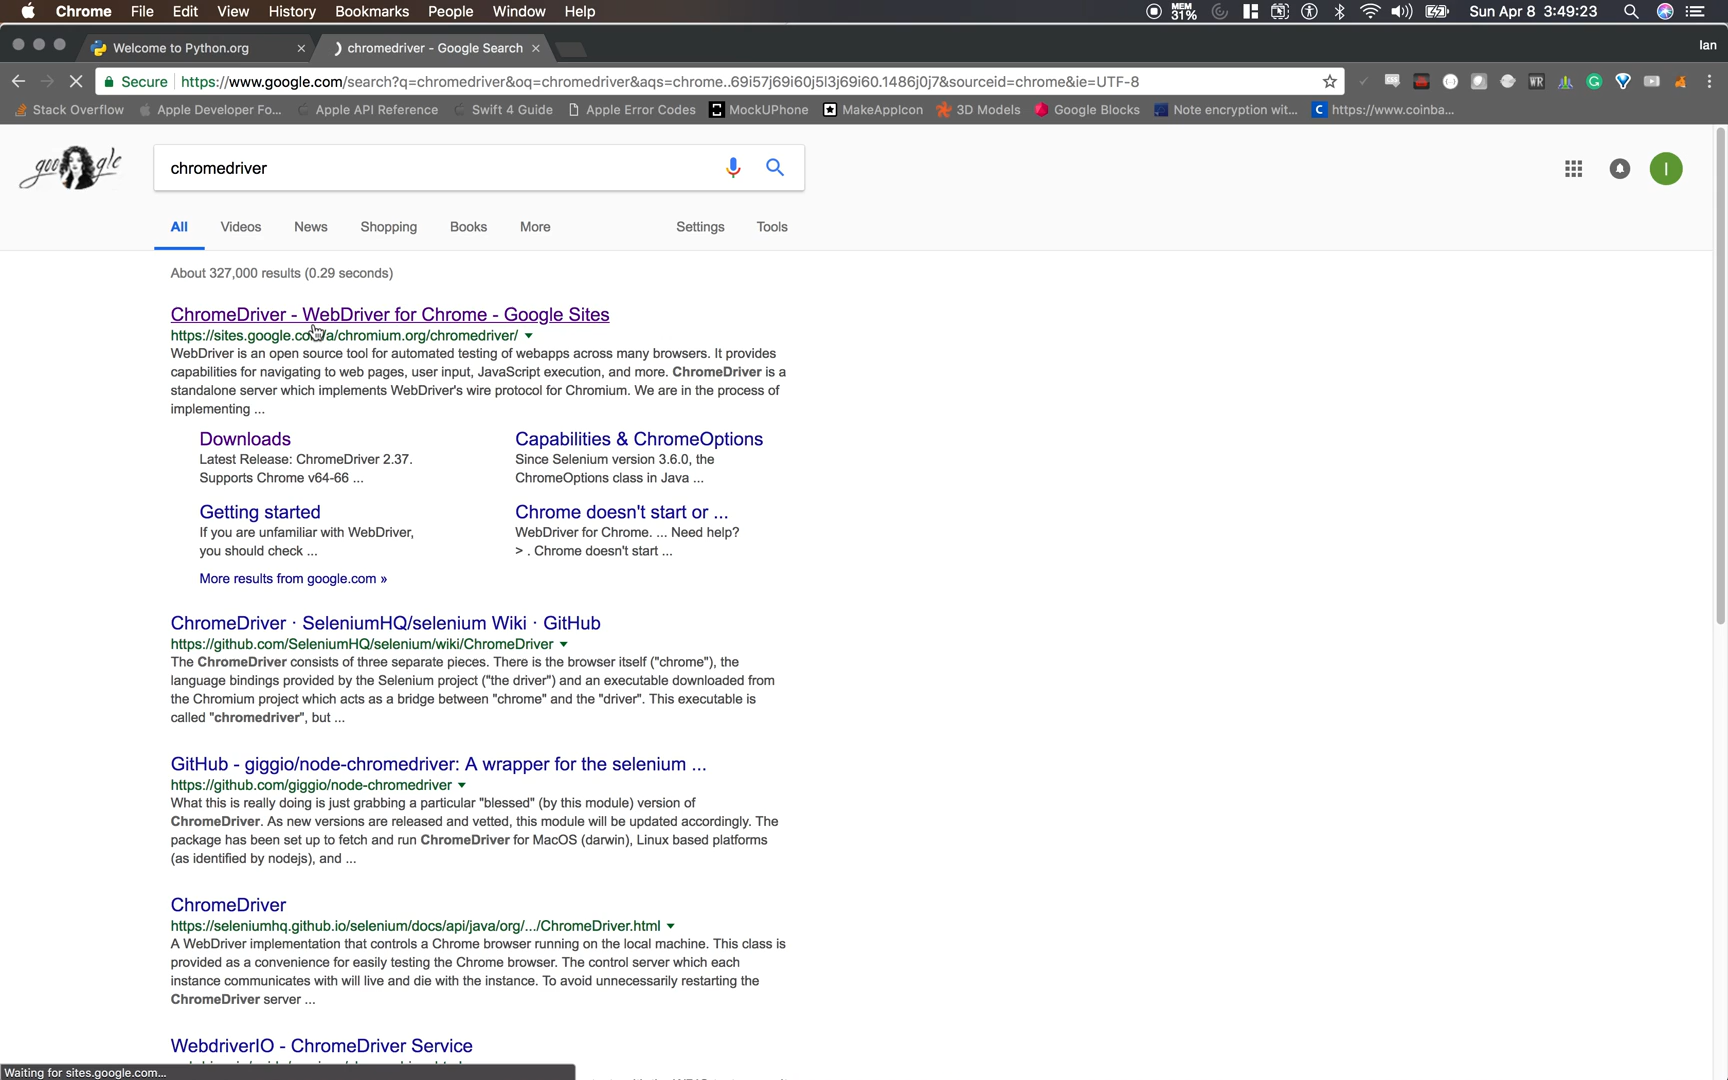 Chrome File Edit View History Bookmarks People Window Help MEM 31% Sun Apr 8 3:49:23
Welcome to Python.org chromedriver - Google Search Ian
Secure https://www.google.com/search?q=chromedriver&oq=chromedriver&aqs=chrome..69i57j69i60j5l3j69i60.1486j0j7&sourceid=chrome&ie=UTF-8
Stack Overflow Apple Developer Fo... Apple API Reference Swift 4 Guide Apple Error Codes MockUPhone MakeAppIcon 3D Models Google Blocks Note encryption wit... https://www.coinba...
google chromedriver I
All Videos News Shopping Books More Settings Tools
About 327,000 results (0.29 seconds)
ChromeDriver - WebDriver for Chrome - Google Sites
https://sites.google.com/a/chromium.org/chromedriver/
WebDriver is an open source tool for automated testing of webapps across many browsers. It provides
capabilities for navigating to web pages, user input, JavaScript execution, and more. ChromeDriver is a
standalone server which implements WebDriver's wire protocol for Chromium. We are in the process of
implementing ...
Downloads
Latest Release: ChromeDriver 2.37.
Supports Chrome v64-66 ...
Capabilities & ChromeOptions
Since Selenium version 3.6.0, the
ChromeOptions class in Java ...
Getting started
If you are unfamiliar with WebDriver,
you should check ...
Chrome doesn't start or ...
WebDriver for Chrome. ... Need help?
> . Chrome doesn't start ...
More results from google.com »
ChromeDriver · SeleniumHQ/selenium Wiki · GitHub
https://github.com/SeleniumHQ/selenium/wiki/ChromeDriver
The ChromeDriver consists of three separate pieces. There is the browser itself ("chrome"), the
language bindings provided by the Selenium project ("the driver") and an executable downloaded from
the Chromium project which acts as a bridge between "chrome" and the "driver". This executable is
called "chromedriver", but ...
GitHub - giggio/node-chromedriver: A wrapper for the selenium ...
https://github.com/giggio/node-chromedriver
What this is really doing is just grabbing a particular "blessed" (by this module) version of
ChromeDriver. As new versions are released and vetted, this module will be updated accordingly. The
package has been set up to fetch and run ChromeDriver for MacOS (darwin), Linux based platforms
(as identified by nodejs), and ...
ChromeDriver
https://seleniumhq.github.io/selenium/docs/api/java/org/.../ChromeDriver.html
A WebDriver implementation that controls a Chrome browser running on the local machine. This class is
provided as a convenience for easily testing the Chrome browser. The control server which each
instance communicates with will live and die with the instance. To avoid unnecessarily restarting the
ChromeDriver server ...
WebdriverIO - ChromeDriver Service
Waiting for sites.google.com...